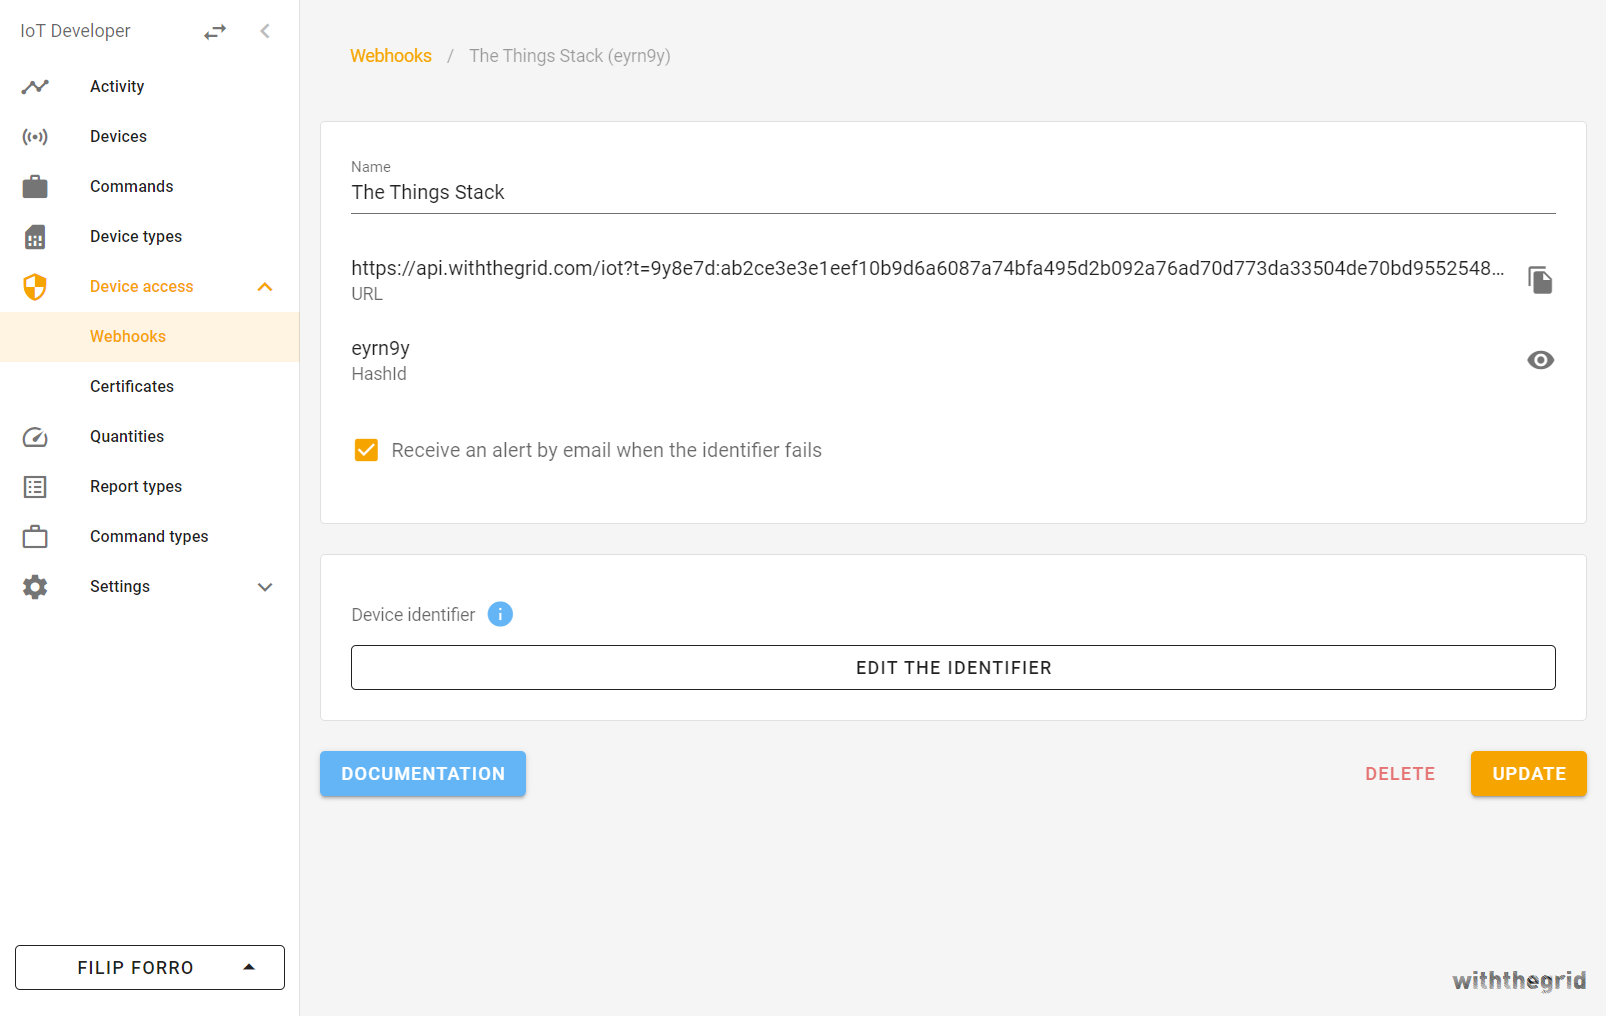 IoT Developer
Activity
Devices
Commands
Device types
Device access
Webhooks
Certificates
Quantities
Report types
Command types
Settings
FILIP FORRO
Webhooks / The Things Stack (eyrn9y)
Name
The Things Stack
https://api.withthegrid.com/iot?t=9y8e7d:ab2ce3e3e1eef10b9d6a6087a74bfa495d2b092a76ad70d773da33504de70bd9552548...
URL
eyrn9y
HashId
Receive an alert by email when the identifier fails
Device identifier
EDIT THE IDENTIFIER
DOCUMENTATION
DELETE
UPDATE
withthegrid